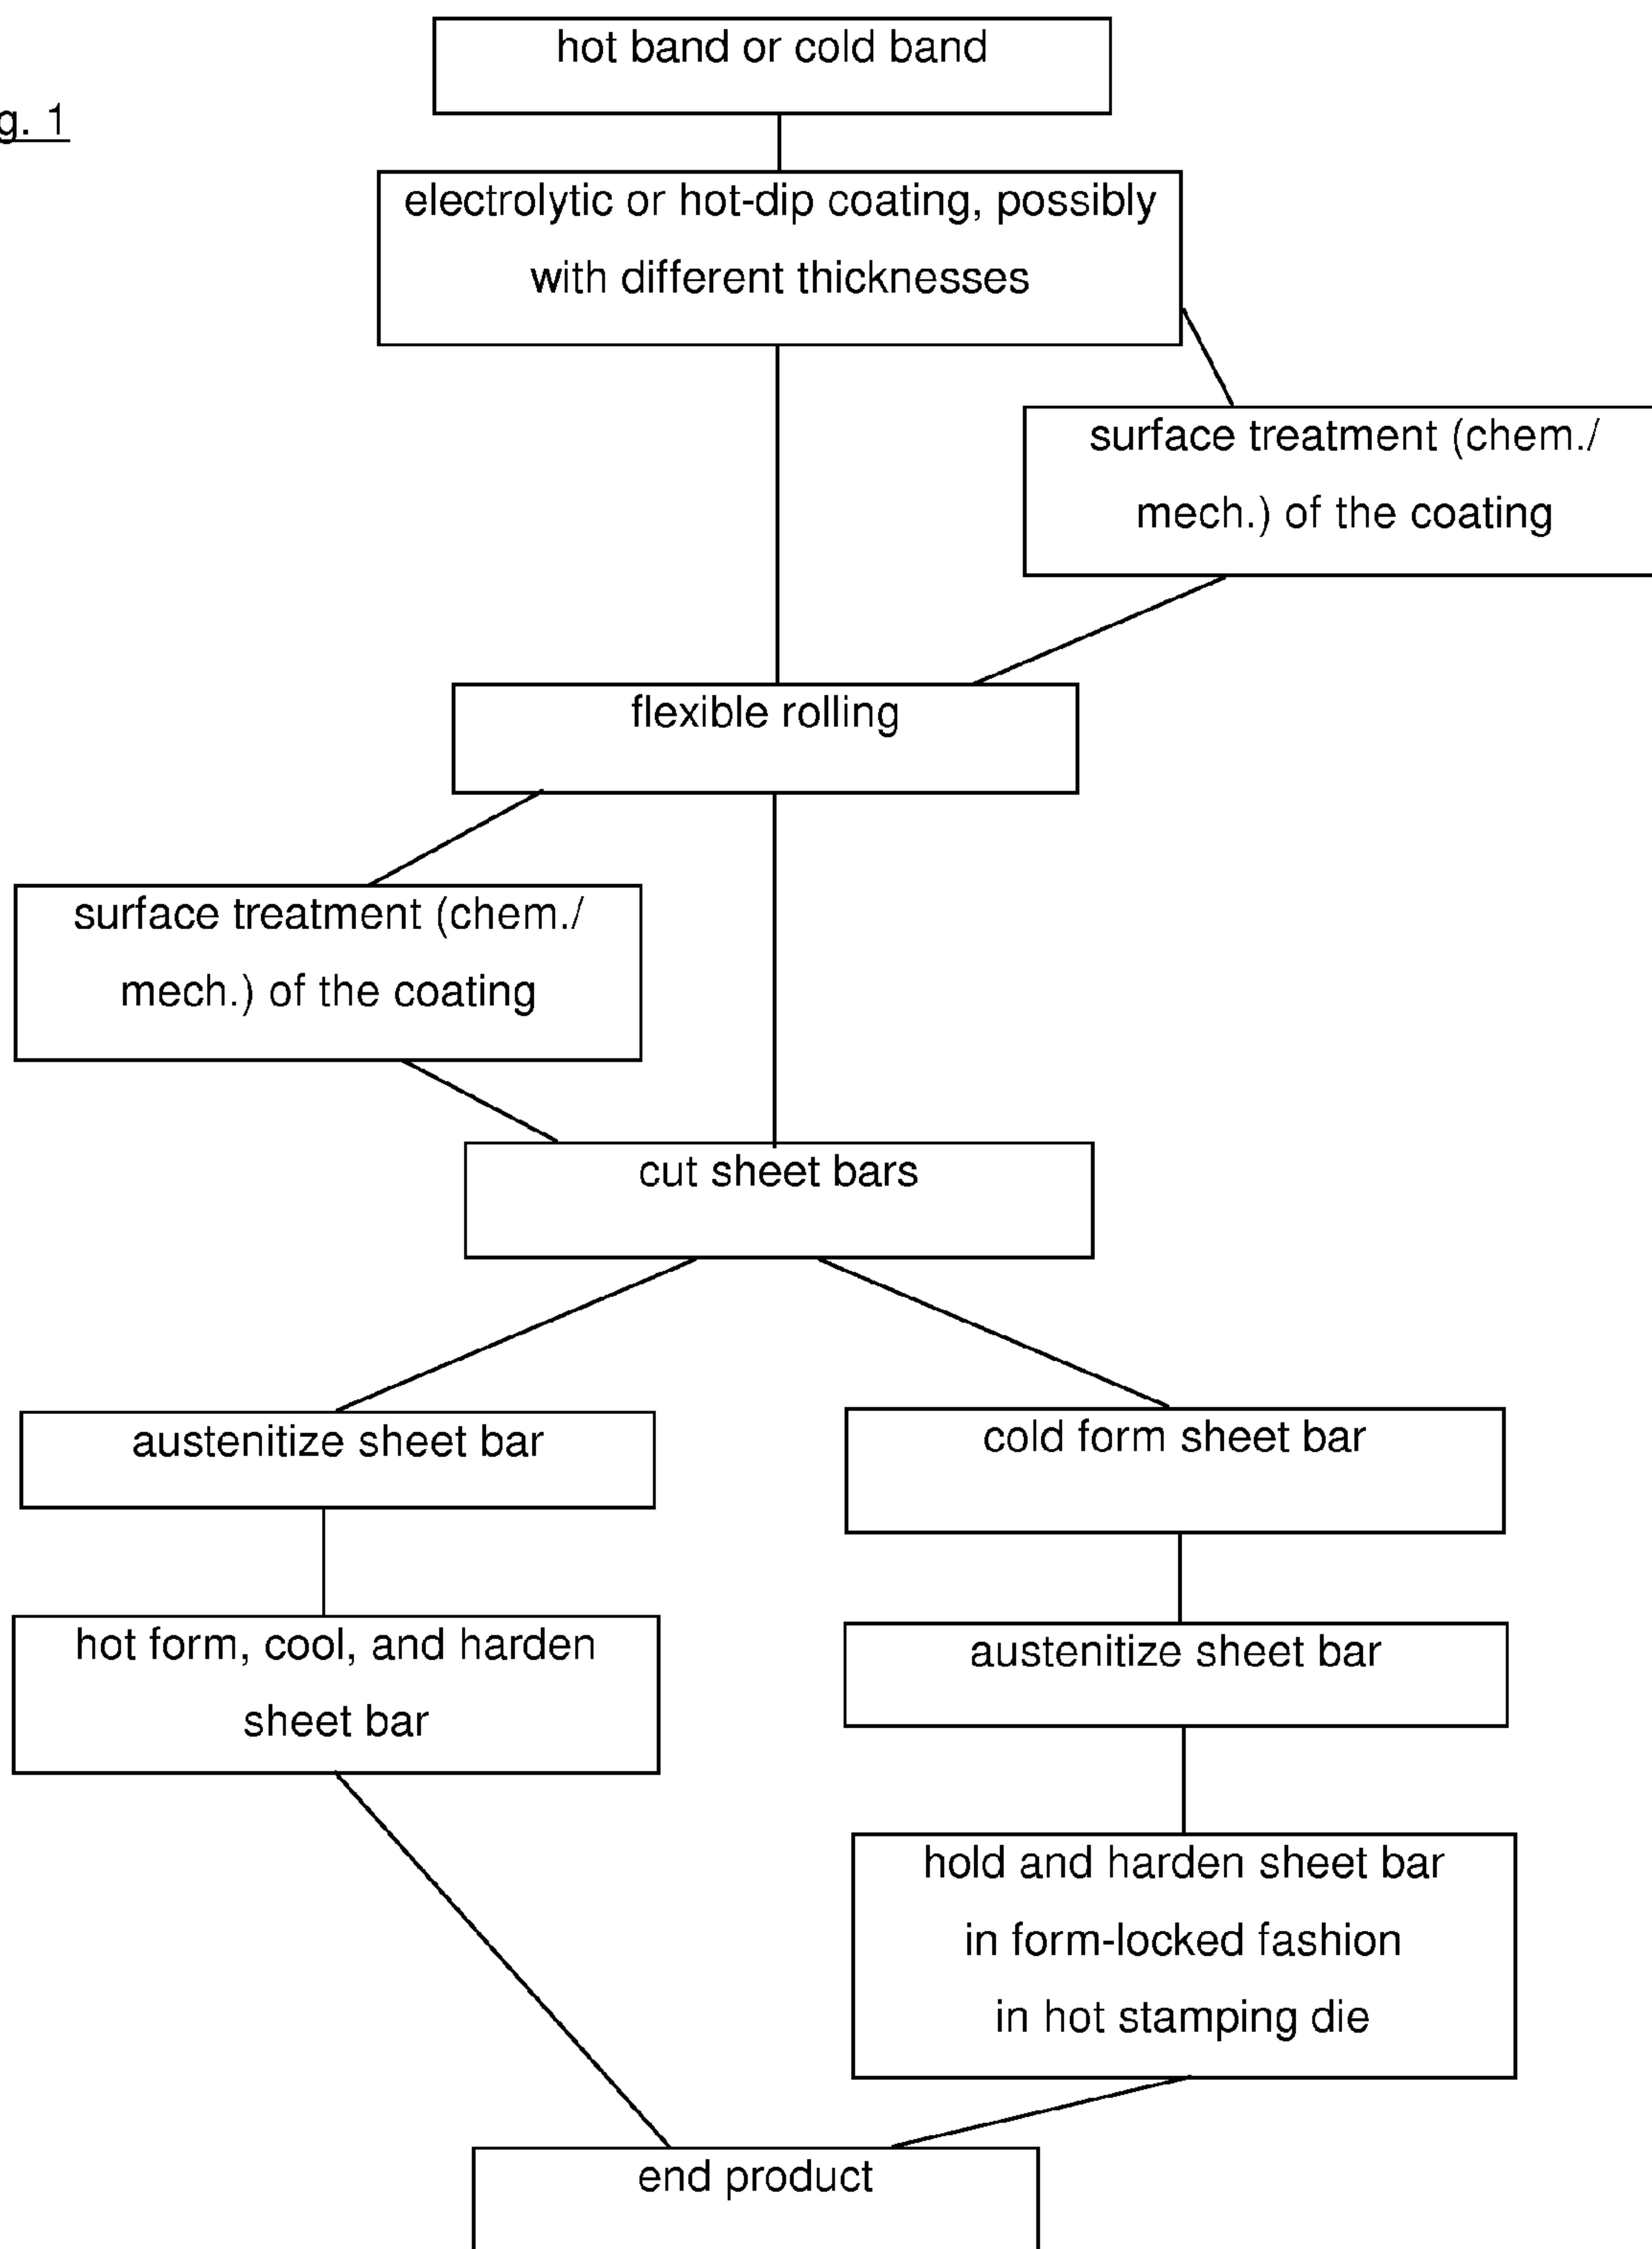 hot band or cold band
g. 1
electrolytic or hot-dip coating, possibly
with different thicknesses
surface treatment (chem./
mech.) of the coating
flexible rolling
surface treatment (chem./
mech.) of the coating
cut sheet bars
austenitize sheet bar
cold form sheet bar
hot form, cool, and harden
sheet bar
austenitize sheet bar
hold and harden sheet bar
in form-locked fashion
in hot stamping die
end product